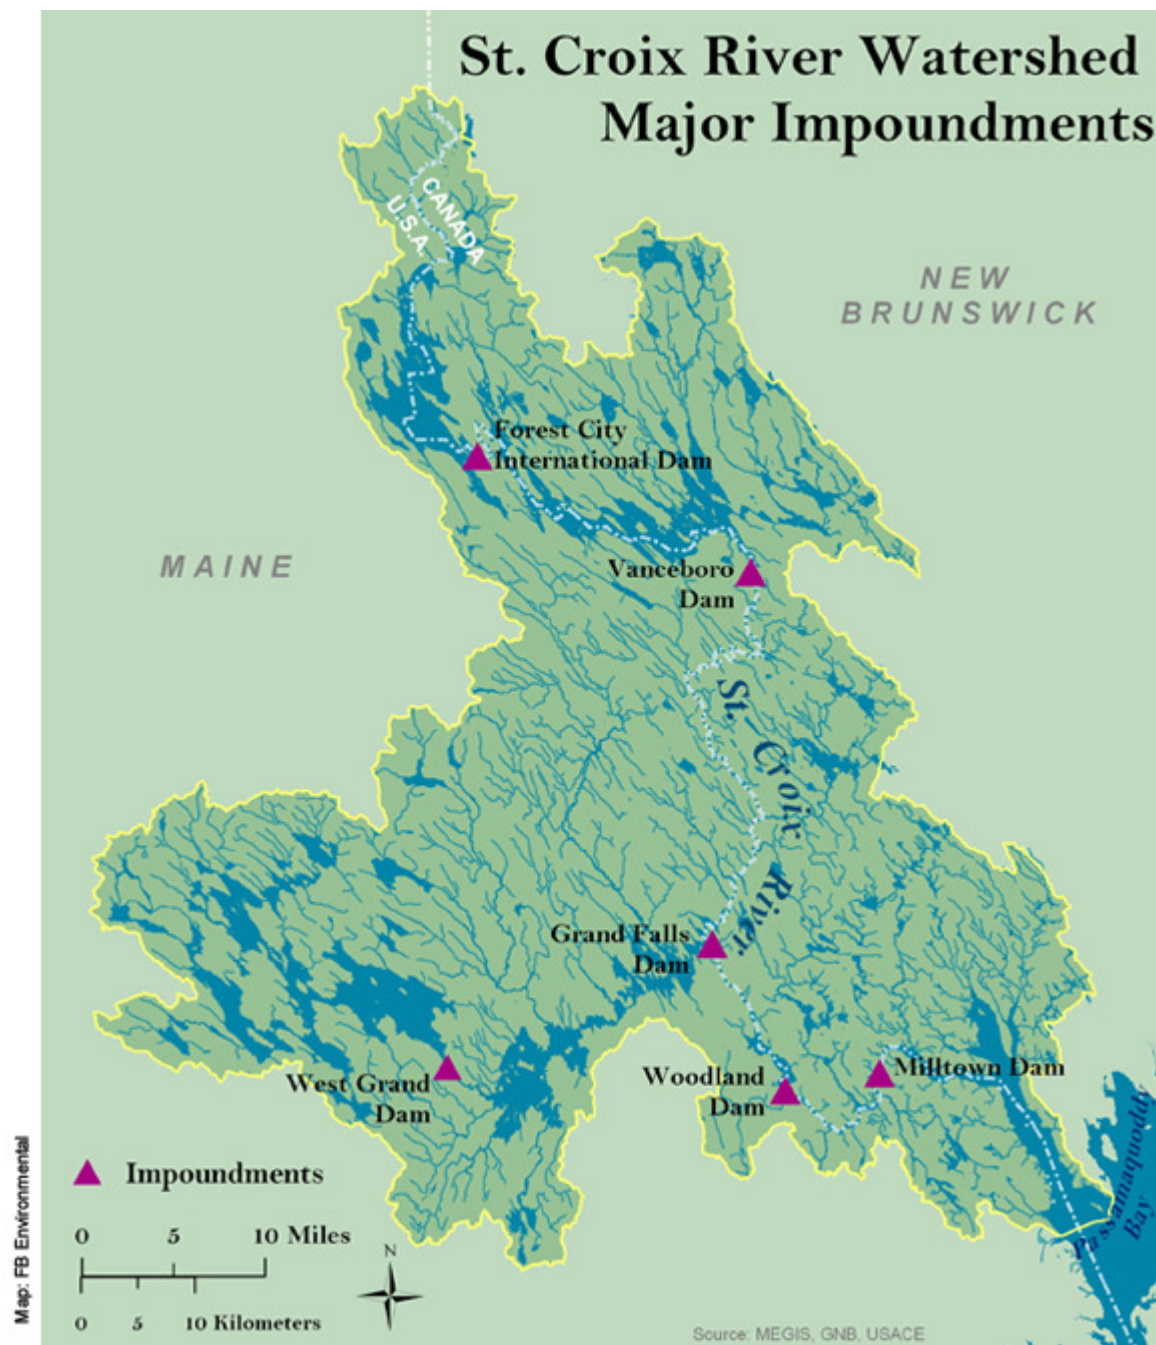 St. Croix River Watershed
Major Impoundments
CANADA
U.S.A.
NEW
BRUNSWICK
Forest City
International Dam
MAINE
Vanceboro
Dam
St. Croix River
Grand Falls
Dam
West Grand
Dam
Woodland
Dam
Milltown Dam
Passamaquoddy
Bay
Impoundments
0 5 10 Miles
N
0 5 10 Kilometers
Map: FB Environmental
Source: MEGIS, GNB, USACE